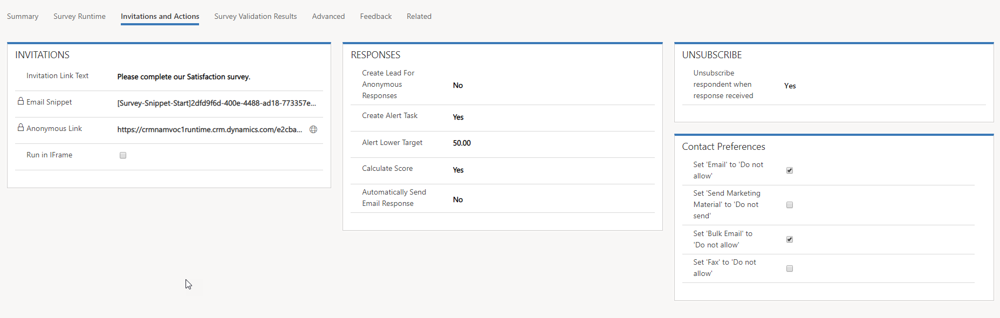 Summary Survey Runtime Invitations and Actions Survey Validation Results Advanced Feedback Related
INVITATIONS
Invitation Link Text Please complete our Satisfaction survey.
Email Snippet [Survey-Snippet-Start]2dfd9f6d-400e-4488-ad18-773357e...
Anonymous Link https://crmnamvoc1runtime.crm.dynamics.com/e2cba...
Run in IFrame
RESPONSES
Create Lead For
Anonymous
Responses
No
Create Alert Task Yes
Alert Lower Target 50.00
Calculate Score Yes
Automatically Send
Email Response
No
UNSUBSCRIBE
Unsubscribe
respondent when
response received
Yes
Contact Preferences
Set 'Email' to 'Do not
allow'
Set 'Send Marketing
Material' to 'Do not
send'
Set 'Bulk Email' to
'Do not allow'
Set 'Fax' to 'Do not
allow'